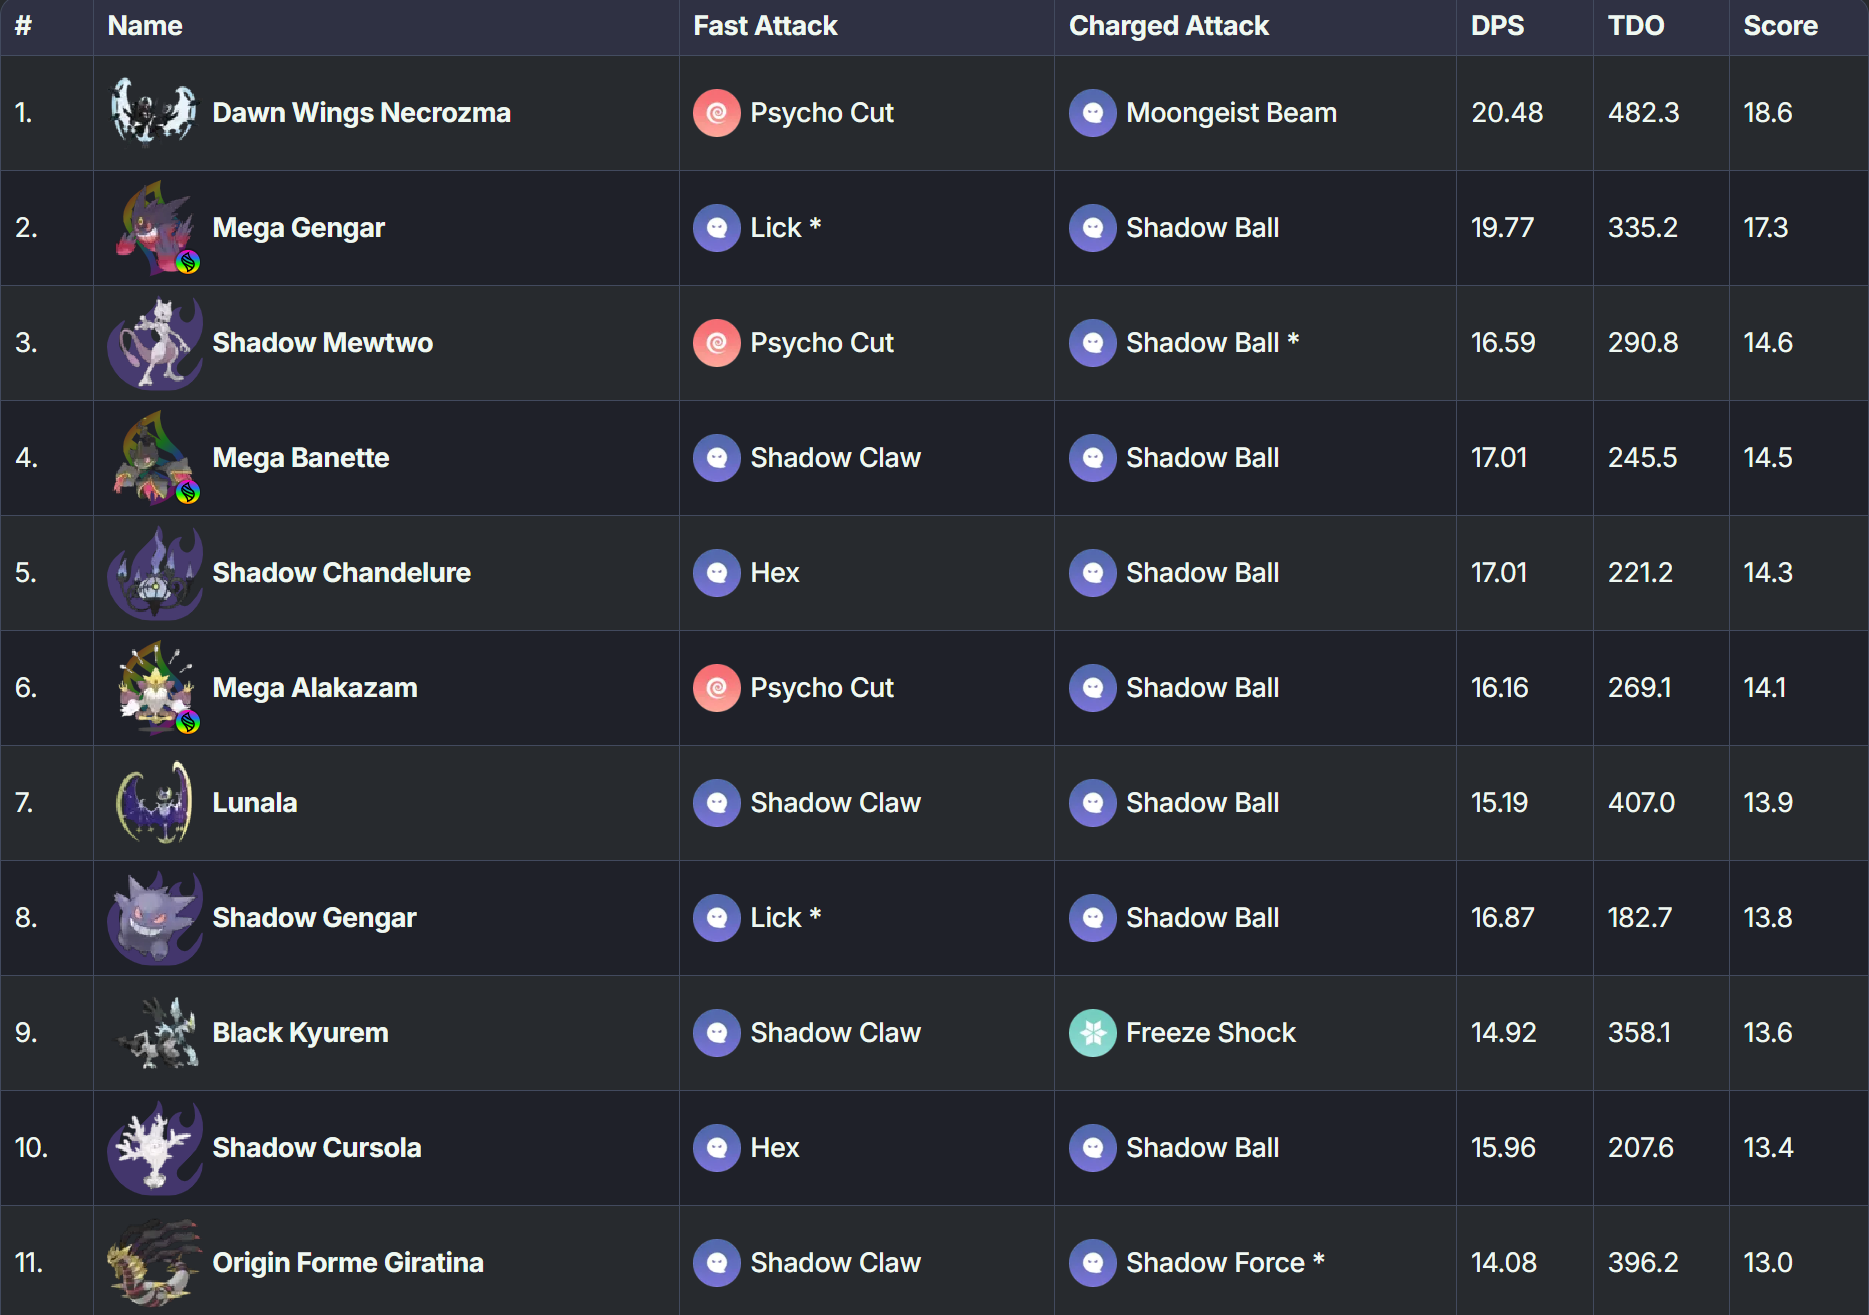 # Name Fast Attack Charged Attack DPS TDO Score
1. Dawn Wings Necrozma Psycho Cut Moongeist Beam 20.48 482.3 18.6
2. Mega Gengar Lick * Shadow Ball 19.77 335.2 17.3
3. Shadow Mewtwo Psycho Cut Shadow Ball * 16.59 290.8 14.6
4. Mega Banette Shadow Claw Shadow Ball 17.01 245.5 14.5
5. Shadow Chandelure Hex Shadow Ball 17.01 221.2 14.3
6. Mega Alakazam Psycho Cut Shadow Ball 16.16 269.1 14.1
7. Lunala Shadow Claw Shadow Ball 15.19 407.0 13.9
8. Shadow Gengar Lick * Shadow Ball 16.87 182.7 13.8
9. Black Kyurem Shadow Claw Freeze Shock 14.92 358.1 13.6
10. Shadow Cursola Hex Shadow Ball 15.96 207.6 13.4
11. Origin Forme Giratina Shadow Claw Shadow Force * 14.08 396.2 13.0